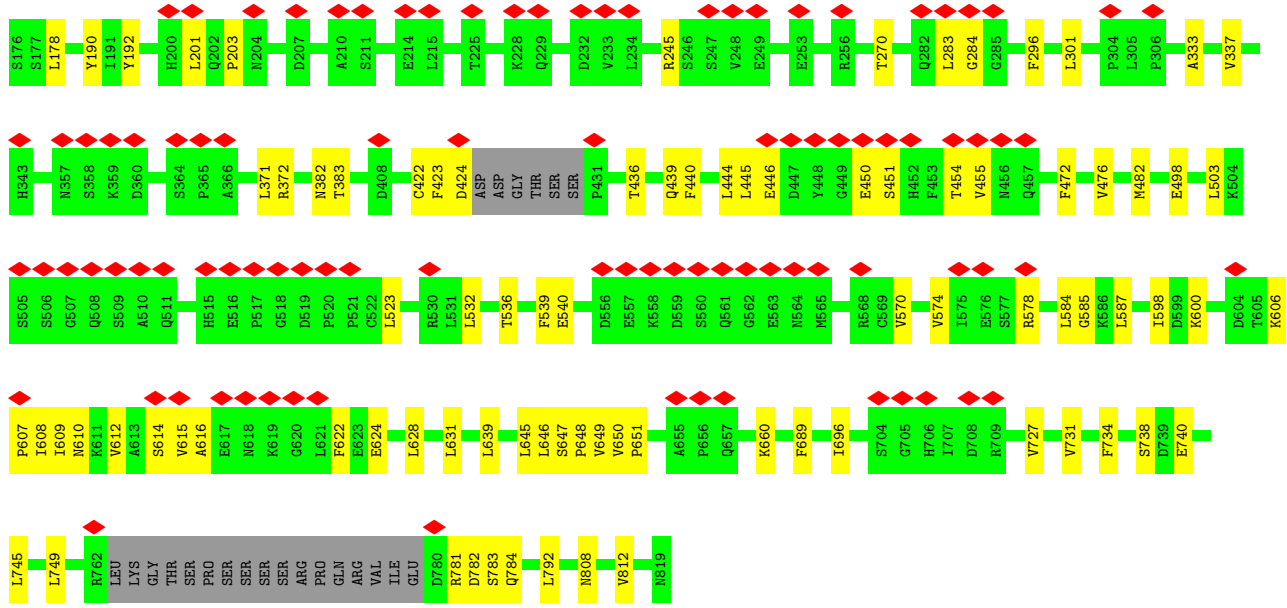 S176 S177 L178 Y190 I191 Y192 H200 L201 Q202 P203 N204 D207 A210 S211 E214 L215 T225 K228 Q229 D232 V233 L234 R245 S246 S247 V248 E249 E253 R256 T270 Q282 L283 G284 G285 F296 L301 P304 L305 P306 A333 V337
H343 N357 S358 K359 D360 S364 P365 A366 L371 R372 N382 T383 D408 C422 F423 D424 ASP ASP GLY THR SER SER P431 T436 Q439 F440 L444 L445 E446 D447 Y448 G449 E450 S451 H452 F453 T454 V455 N456 Q457 F472 V476 M482 E498 L503 K504
S505 S506 G507 Q508 S509 A510 Q511 H515 E516 P517 G518 D519 P520 P521 C522 L523 R530 L531 L532 T536 F539 E540 D556 E557 K558 D559 S560 Q561 G562 E563 N564 M565 R568 C569 V570 V574 I575 E576 S577 R578 L584 G585 K586 L587 I598 D599 K600 D604 T605 K606
P607 I608 I609 N610 K611 V612 A613 S614 V615 A616 E617 N618 K619 G620 L621 F622 E623 E624 L628 L631 L639 L645 L646 S647 P648 V649 V650 P651 A655 P656 Q657 K660 F689 I696 S704 G705 H706 I707 D708 R709 V727 V731 F734 S738 D739 E740
L745 L749 R762 LEU LYS GLY THR SER PRO SER SER SER SER ARG PRO GLN ARG VAL ILE GLU D780 R781 D782 S783 Q784 L792 N808 V812 N819